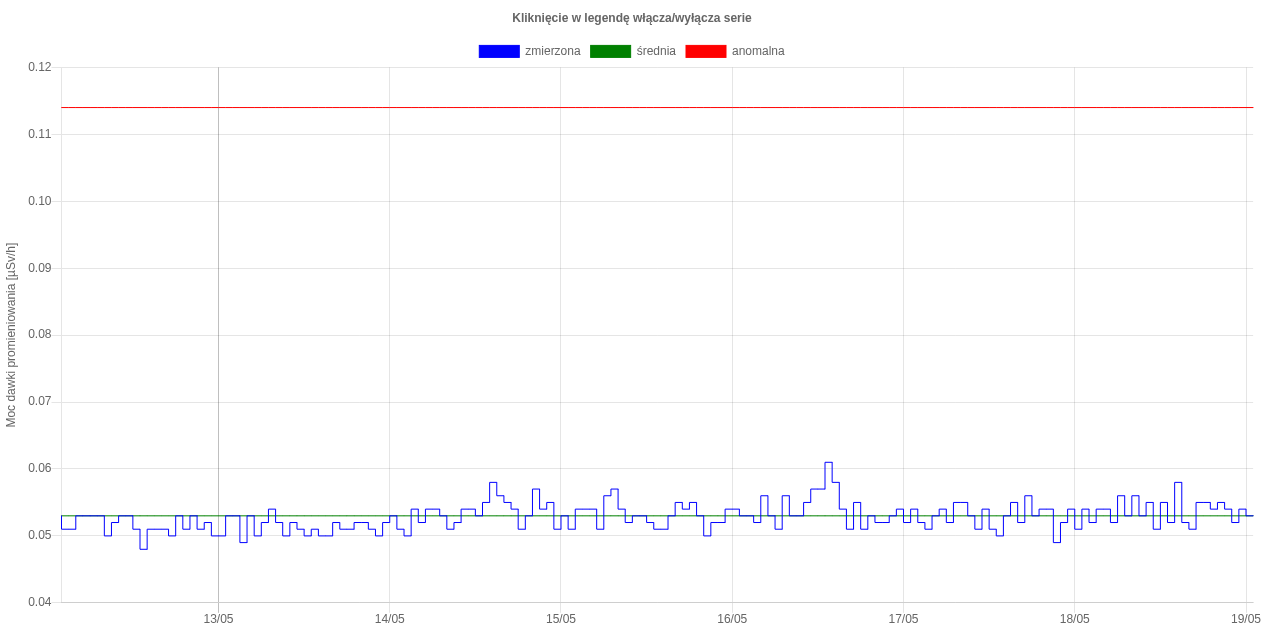 Kliknięcie w legendę włącza/wyłącza serie
zmierzona średnia anomalna
Moc dawki promieniowania [µSv/h]
0.12
0.11
0.10
0.09
0.08
0.07
0.06
0.05
0.04
13/05 14/05 15/05 16/05 17/05 18/05 19/05